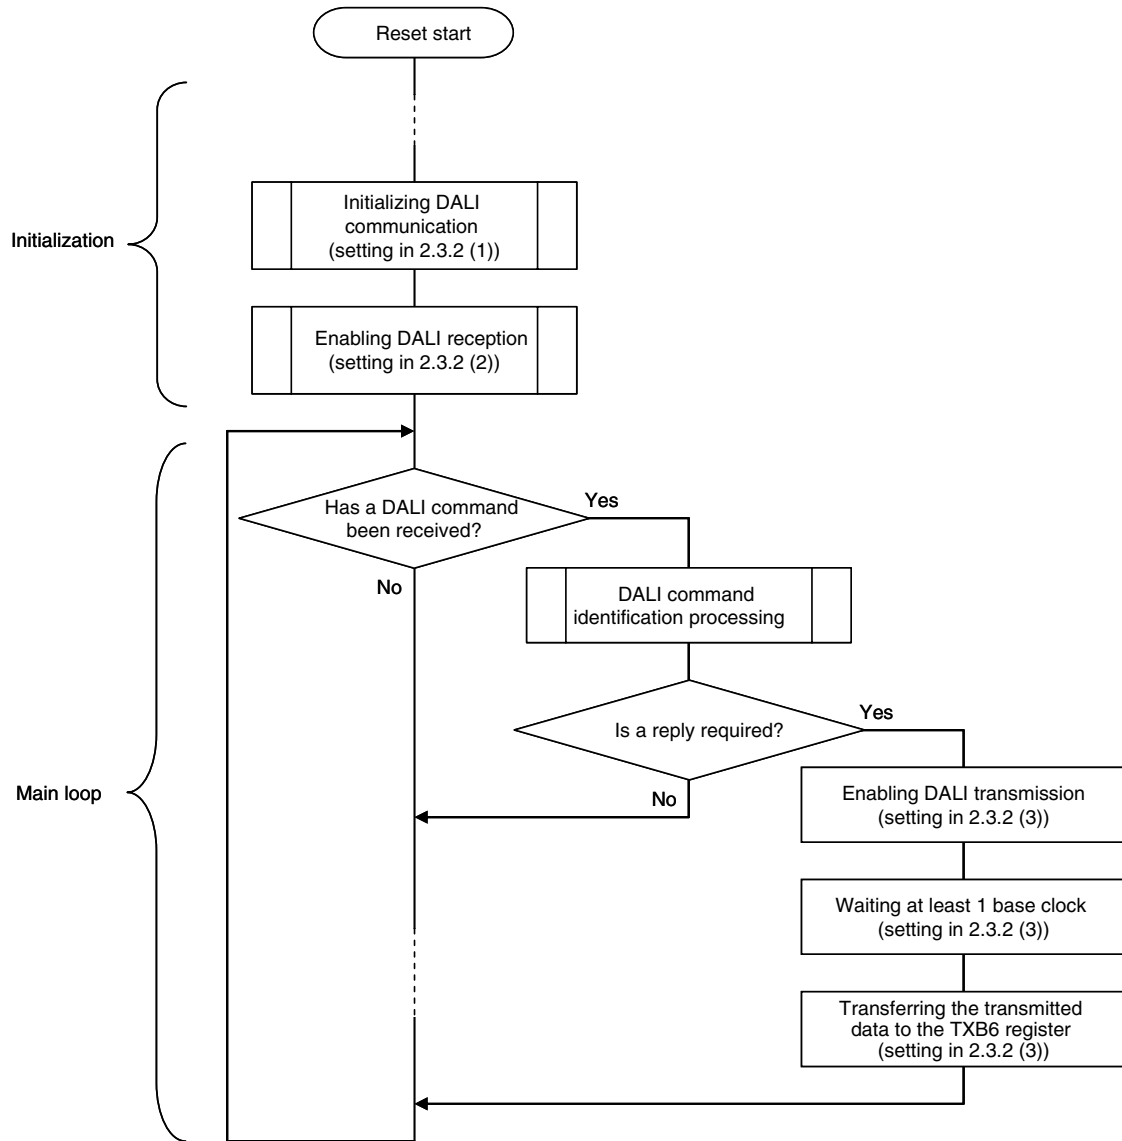 Reset start
Initialization
Initializing DALI
communication
(setting in 2.3.2 (1))
Enabling DALI reception
(setting in 2.3.2 (2))
Main loop
Has a DALI command
been received?
Yes
No
DALI command
identification processing
Is a reply required?
Yes
No
Enabling DALI transmission
(setting in 2.3.2 (3))
Waiting at least 1 base clock
(setting in 2.3.2 (3))
Transferring the transmitted
data to the TXB6 register
(setting in 2.3.2 (3))